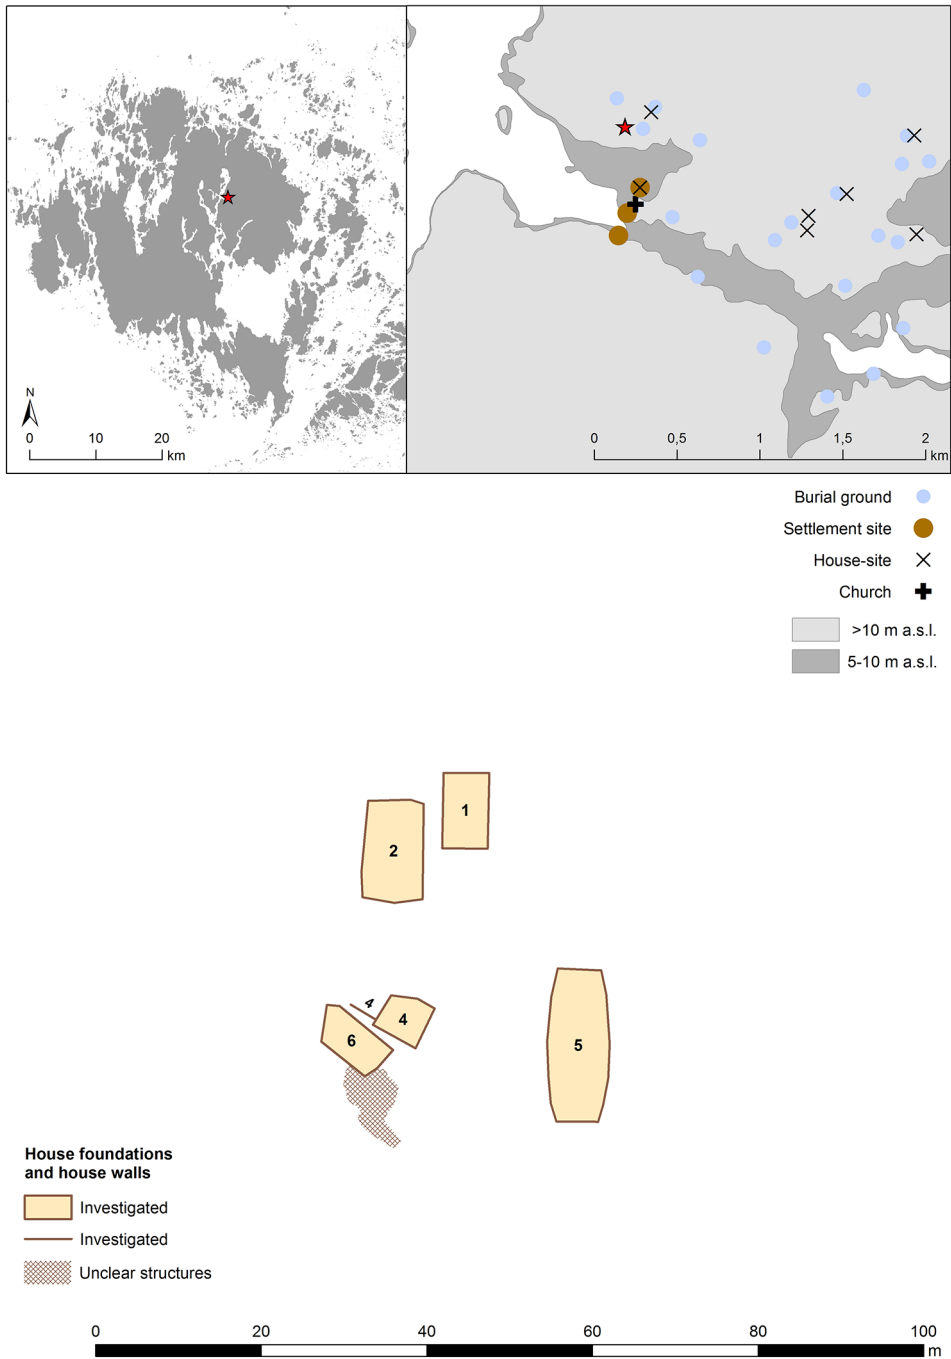 N
0 10 20 km
0 0,5 1 1,5 2 km
Burial ground
Settlement site
House-site
Church
>10 m a.s.l.
5-10 m a.s.l.
1
2
4
4
6
5
House foundations
and house walls
Investigated
Investigated
Unclear structures
0 20 40 60 80 100
m